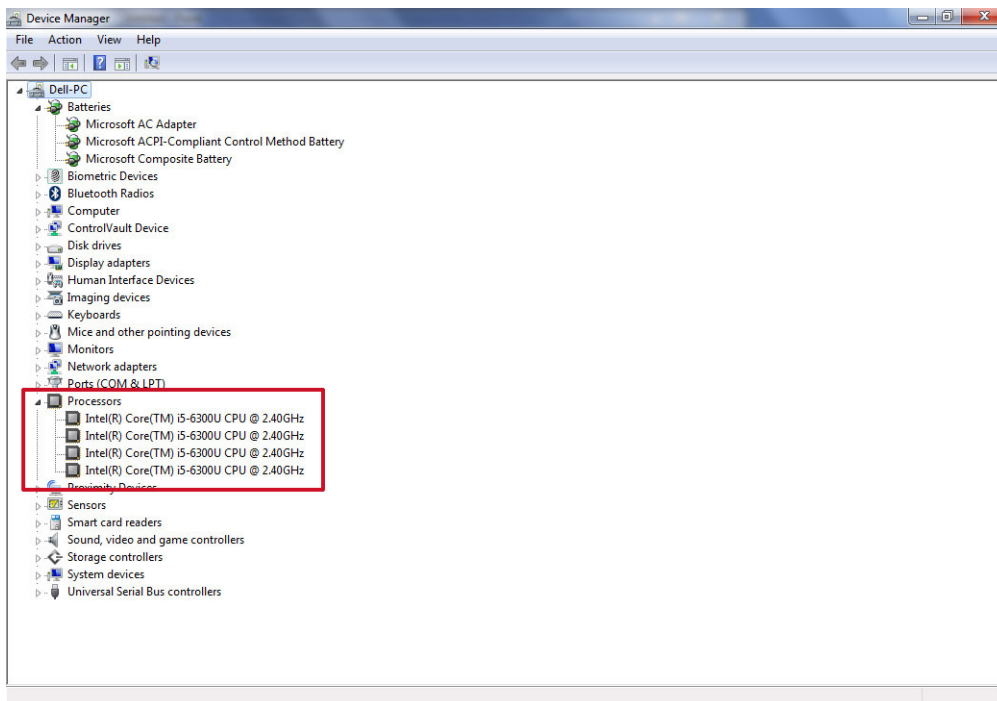 Device Manager
File Action View Help
Dell-PC
Batteries
Microsoft AC Adapter
Microsoft ACPI-Compliant Control Method Battery
Microsoft Composite Battery
Biometric Devices
Bluetooth Radios
Computer
ControlVault Device
Disk drives
Display adapters
Human Interface Devices
Imaging devices
Keyboards
Mice and other pointing devices
Monitors
Network adapters
Ports (COM & LPT)
Processors
Intel(R) Core(TM) i5-6300U CPU @ 2.40GHz
Intel(R) Core(TM) i5-6300U CPU @ 2.40GHz
Intel(R) Core(TM) i5-6300U CPU @ 2.40GHz
Intel(R) Core(TM) i5-6300U CPU @ 2.40GHz
Proximity Devices
Sensors
Smart card readers
Sound, video and game controllers
Storage controllers
System devices
Universal Serial Bus controllers